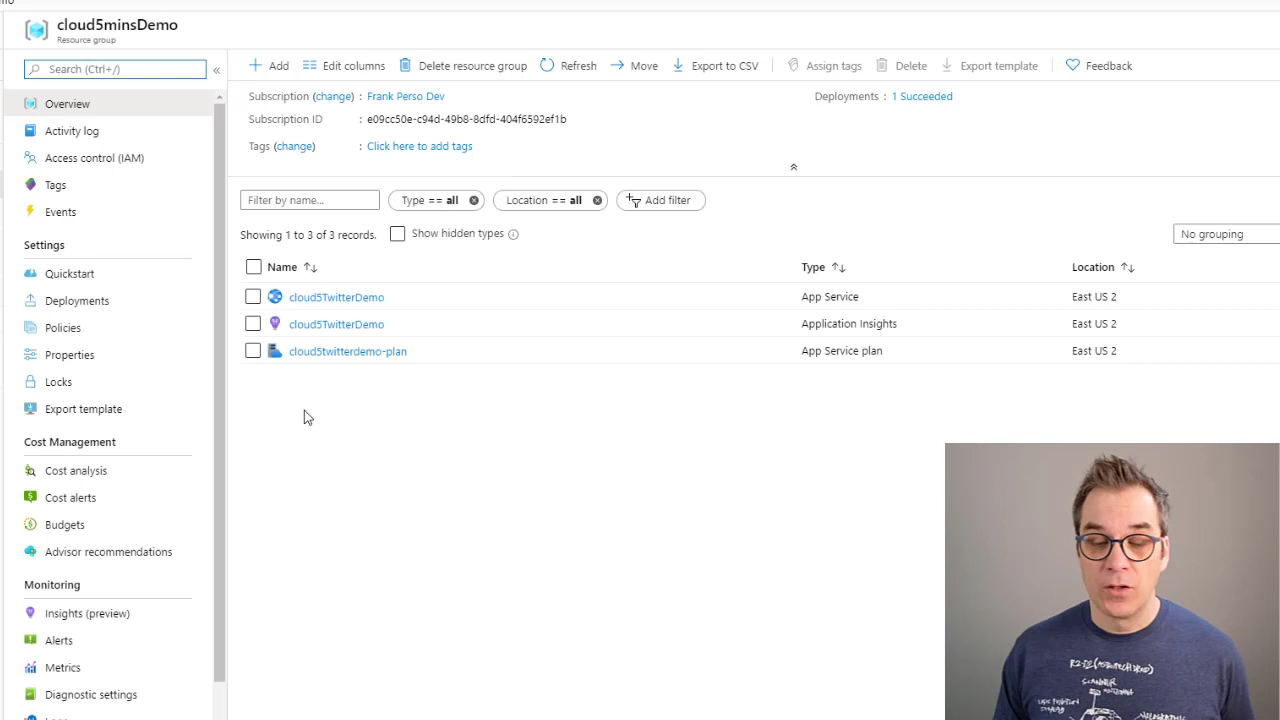 cloud5minsDemo
Resource group
Search (Ctrl+/)
«
Add
Edit columns
Delete resource group
Refresh
Move
Export to CSV
Assign tags
Delete
Export template
Feedback
Overview
Activity log
Access control (IAM)
Tags
Events
Settings
Quickstart
Deployments
Policies
Properties
Locks
Export template
Cost Management
Cost analysis
Cost alerts
Budgets
Advisor recommendations
Monitoring
Insights (preview)
Alerts
Metrics
Diagnostic settings
Subscription (change) : Frank Perso Dev
Deployments : 1 Succeeded
Subscription ID : e09cc50e-c94d-49b8-8dfd-404f6592ef1b
Tags (change) : Click here to add tags
Filter by name...
Type == all
Location == all
Add filter
Showing 1 to 3 of 3 records.
Show hidden types
No grouping
Name Type Location
cloud5TwitterDemo App Service East US 2
cloud5TwitterDemo Application Insights East US 2
cloud5twitterdemo-plan App Service plan East US 2
SCANNER